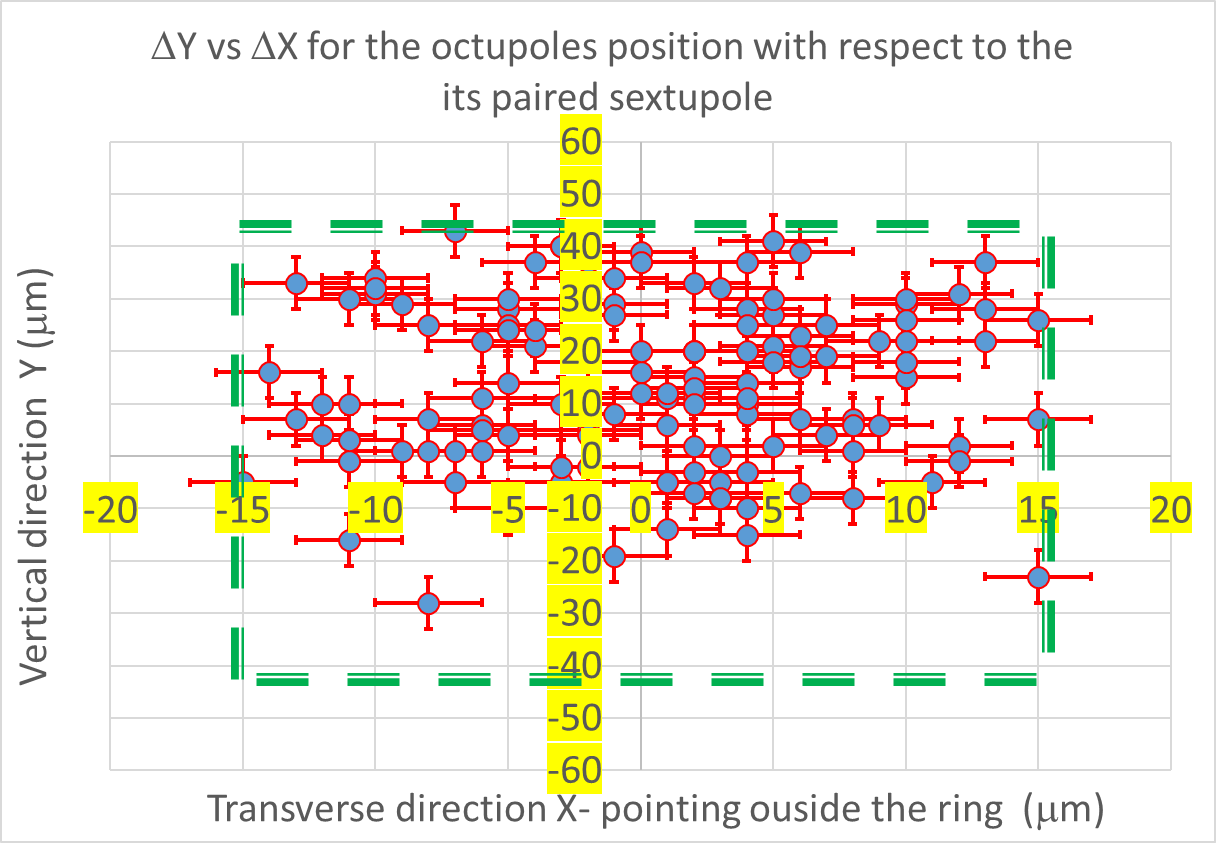 ΔY vs ΔX for the octupoles position with respect to the
its paired sextupole
60
50
40
30
20
10
0
-10
-20
-30
-40
-50
-60
-20 -15 -10 -5 0 5 10 15 20
Vertical direction Y (μm)
Transverse direction X- pointing ouside the ring (μm)